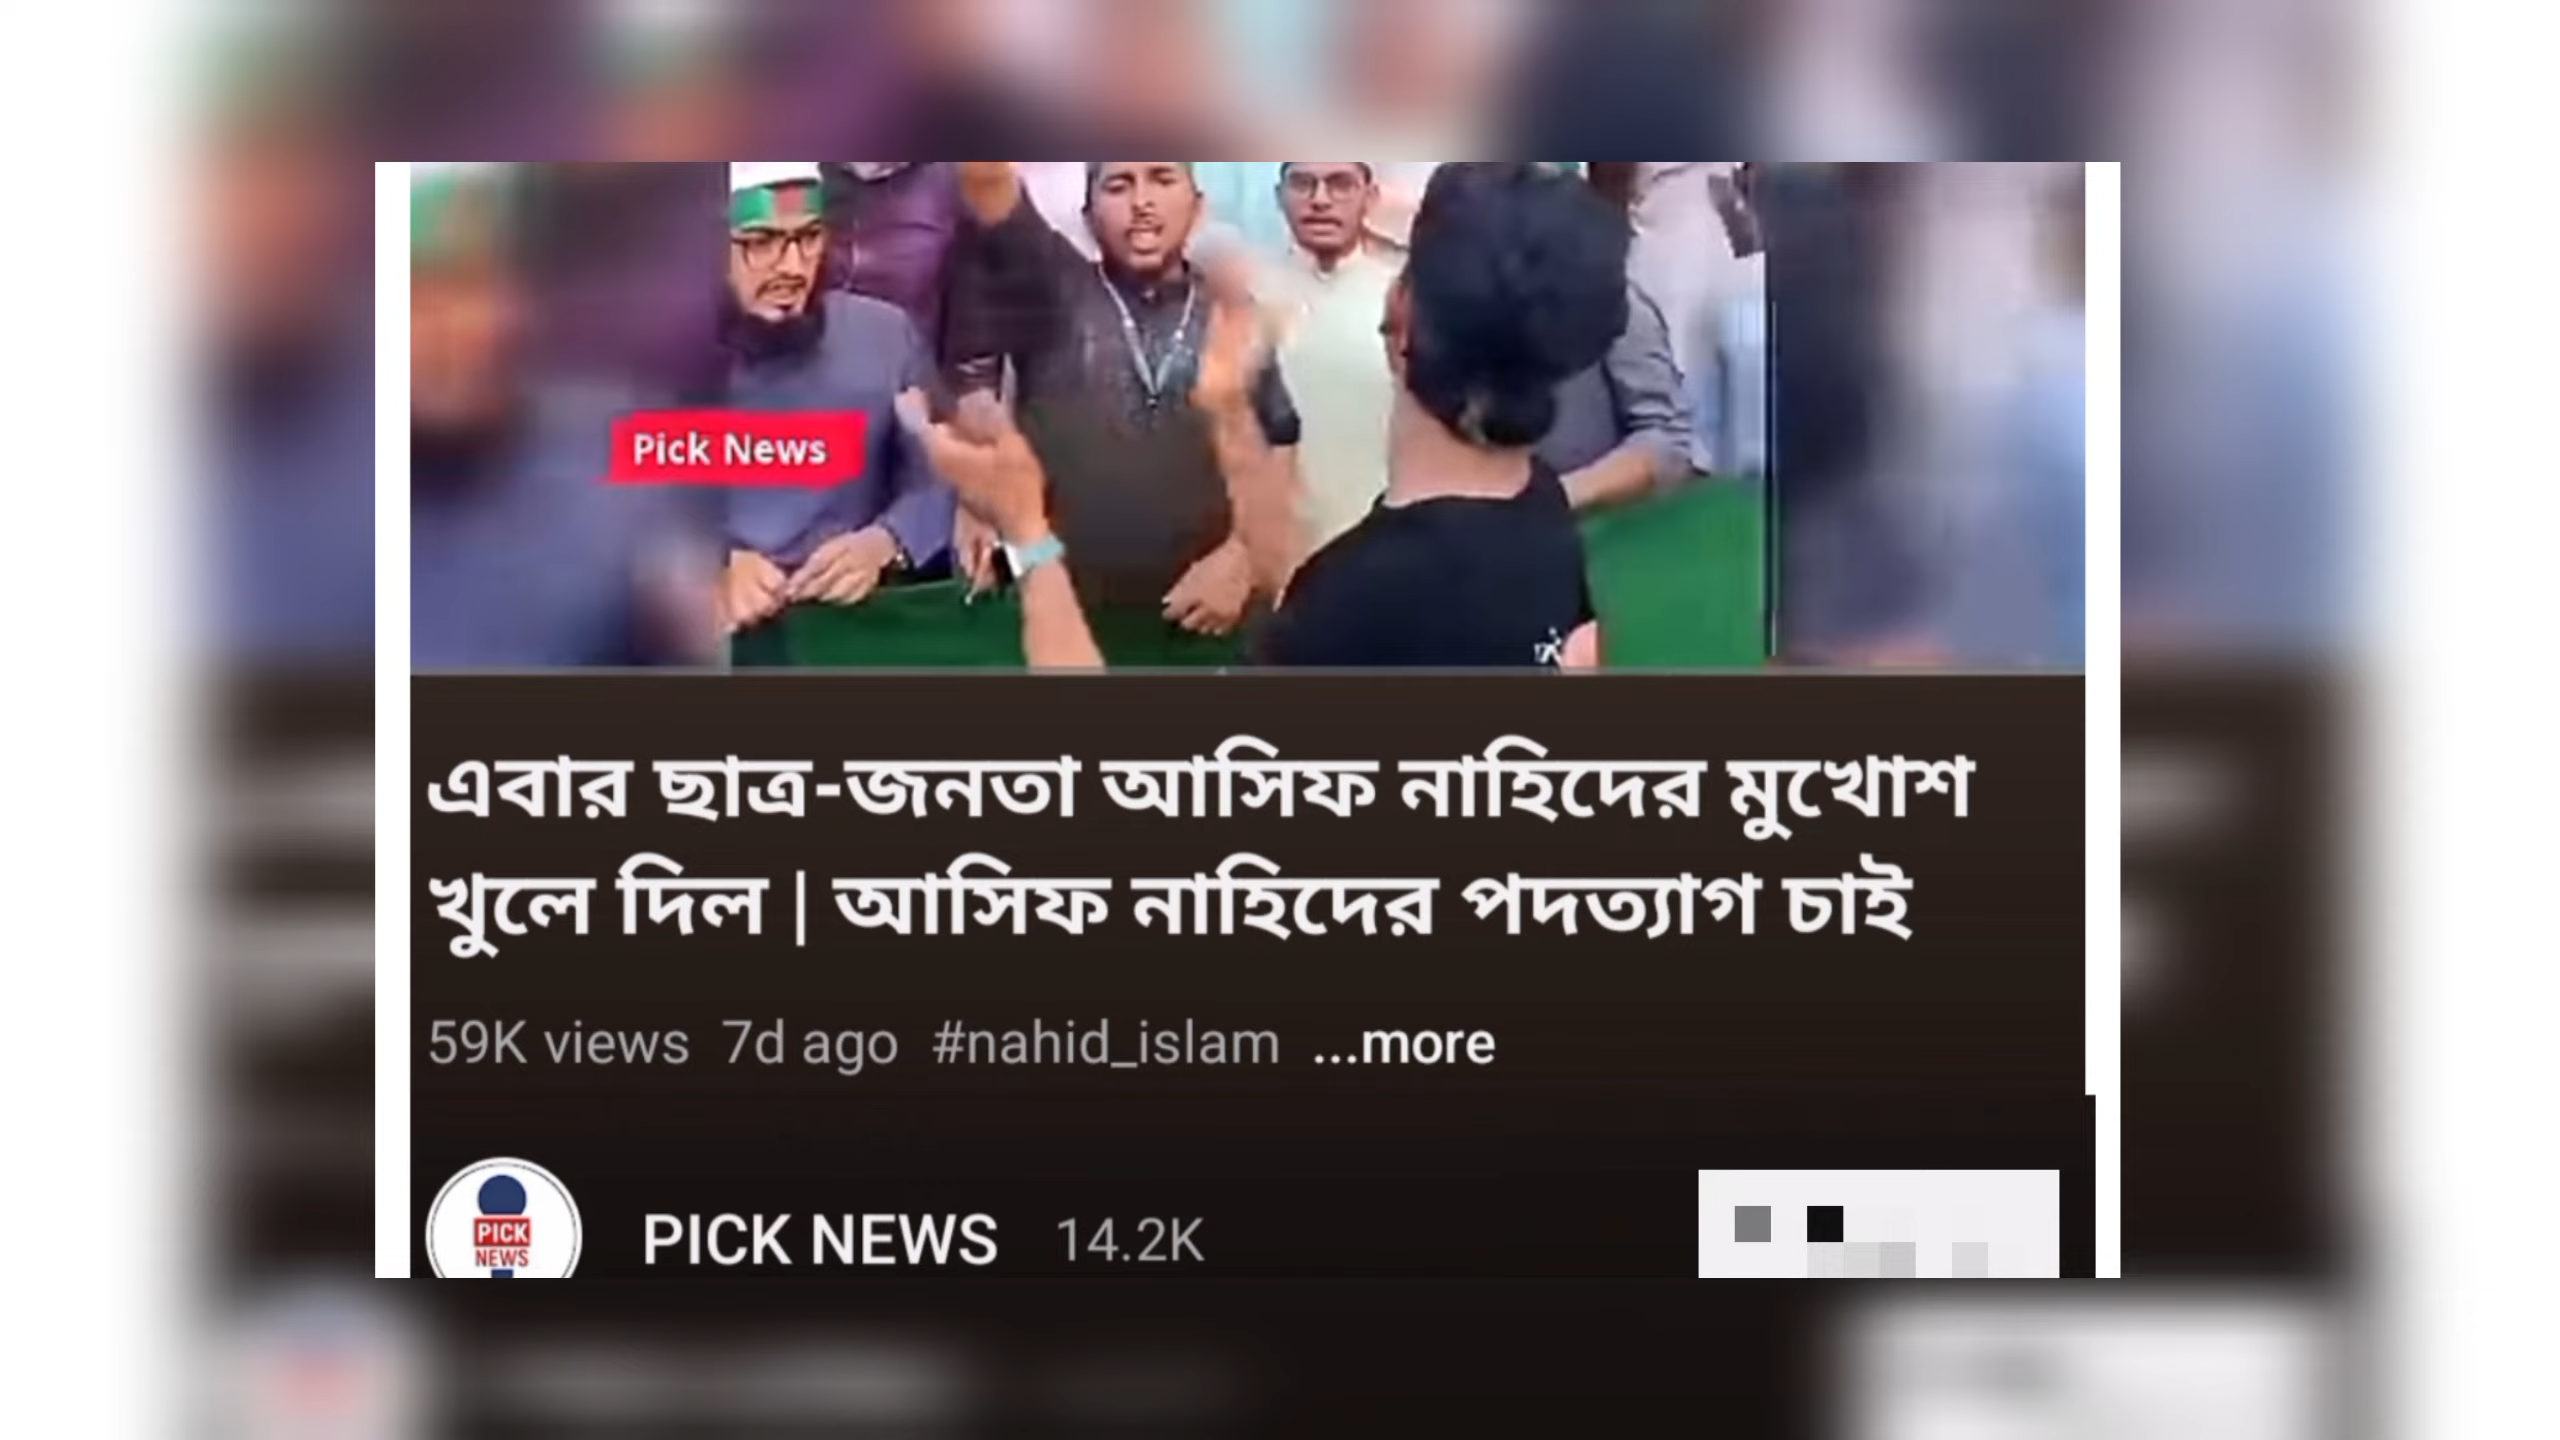 Pick News
এবার ছাত্র-জনতা আসিফ নাহিদের মুখোশ
খুলে দিল | আসিফ নাহিদের পদত্যাগ চাই
59K views 7d ago #nahid_islam ...more
PICK
NEWS
PICK NEWS 14.2K